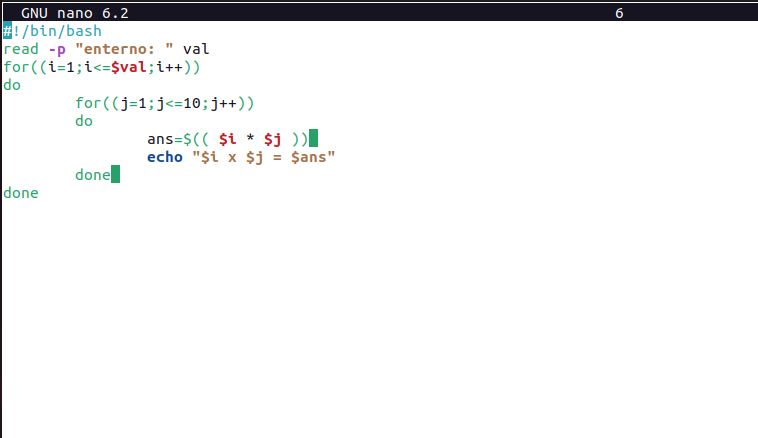 GNU nano 6.2 6
#!/bin/bash
read -p "enterno: " val
for((i=1;i<=$val;i++))
do
        for((j=1;j<=10;j++))
        do
                ans=$(( $i * $j ))
                echo "$i x $j = $ans"
        done
done